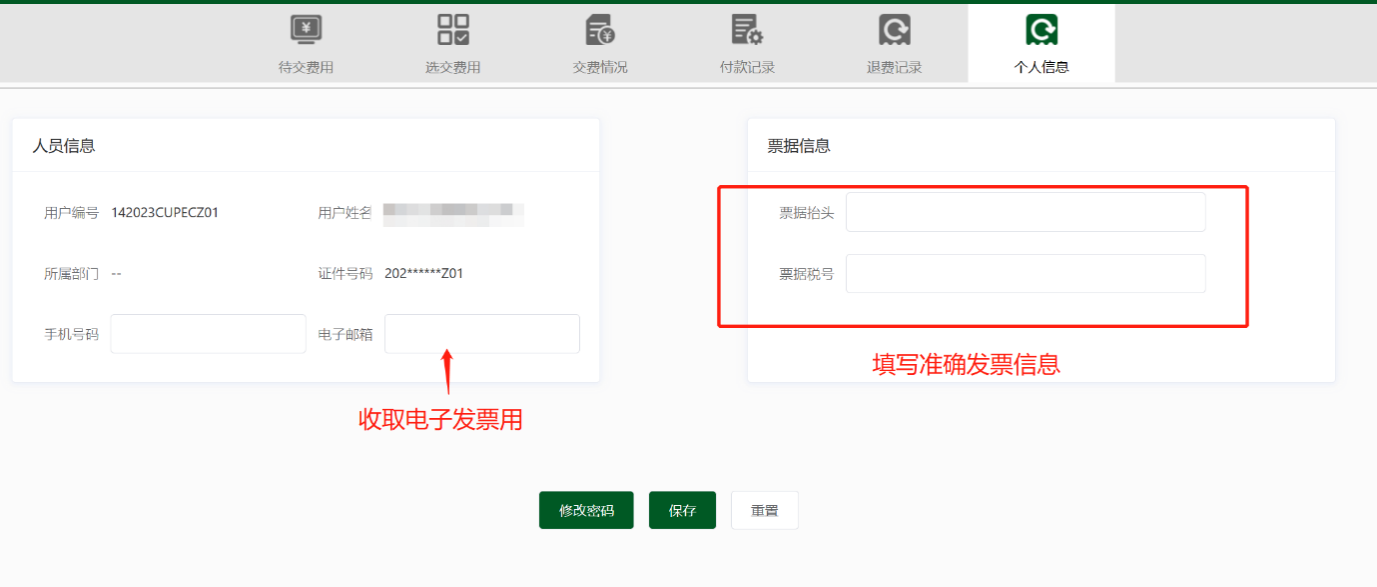 待交费用 选交费用 交费情况 付款记录 退费记录 个人信息
人员信息
用户编号 142023CUPECZ01 用户姓名
所属部门 -- 证件号码 202******Z01
手机号码 电子邮箱
收取电子发票用
票据信息
票据抬头
票据税号
填写准确发票信息
修改密码 保存 重置